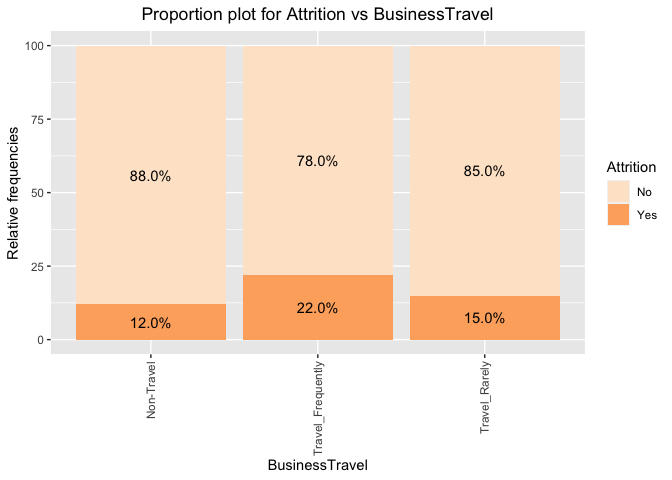 Proportion plot for Attrition vs BusinessTravel
Relative frequencies
100
75
50
25
0
88.0%
78.0%
85.0%
12.0%
22.0%
15.0%
Non-Travel
Travel_Frequently
Travel_Rarely
BusinessTravel
Attrition
No
Yes